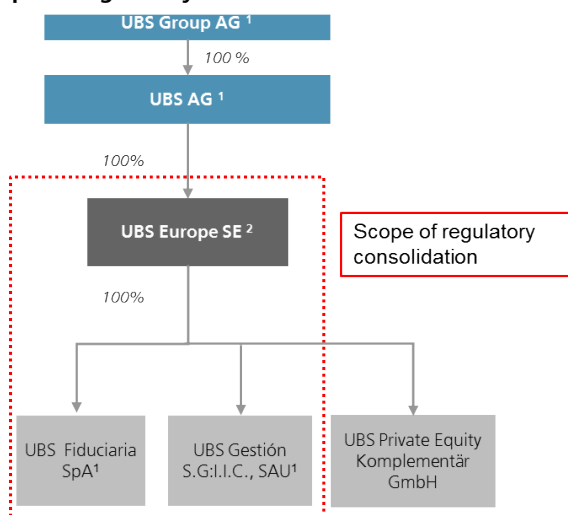 UBS Group AG ¹
100 %
UBS AG ¹
100%
UBS Europe SE ²
Scope of regulatory
consolidation
100%
UBS Fiduciaria
SpA¹
UBS Gestión
S.G:I.I.C., SAU¹
UBS Private Equity
Komplementär
GmbH